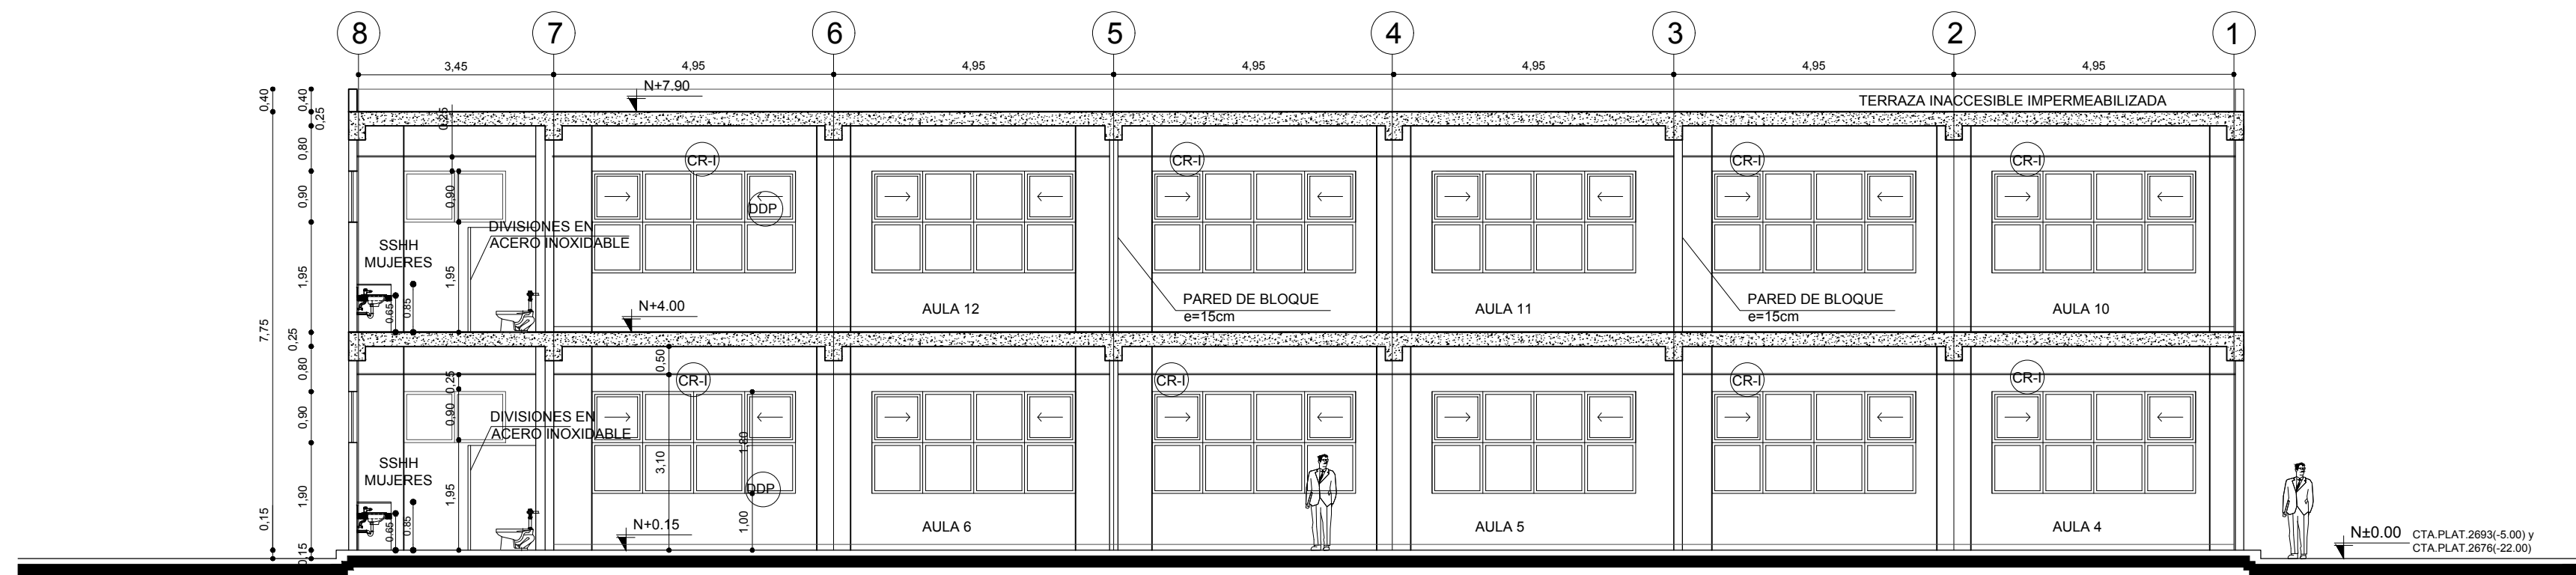 8 7 6 5 4 3 2 1
3,45 4,95 4,95 4,95 4,95 4,95 4,95
N+7.90
TERRAZA INACCESIBLE IMPERMEABILIZADA
0,40 0,40 0,25 0,25
0,80
CR-I CR-I CR-I CR-I
0,90 0,90
DDP
DIVISIONES EN
ACERO INOXIDABLE
SSHH
MUJERES
1,95 1,95
0.65 0.85
N+4.00
AULA 12 AULA 11 AULA 10
PARED DE BLOQUE
e=15cm
PARED DE BLOQUE
e=15cm
7,75 0,25
0,80 0,25 0,50
CR-I CR-I CR-I CR-I
0,90 0,90
DIVISIONES EN
ACERO INOXIDABLE
1,80
SSHH
MUJERES
3,10
DDP
1,90 1,95
0.65 0.85
1,00
N+0.15
0,15 0,15
AULA 6 AULA 5 AULA 4
N±0.00
CTA.PLAT.2693(-5.00) y
CTA.PLAT.2676(-22.00)